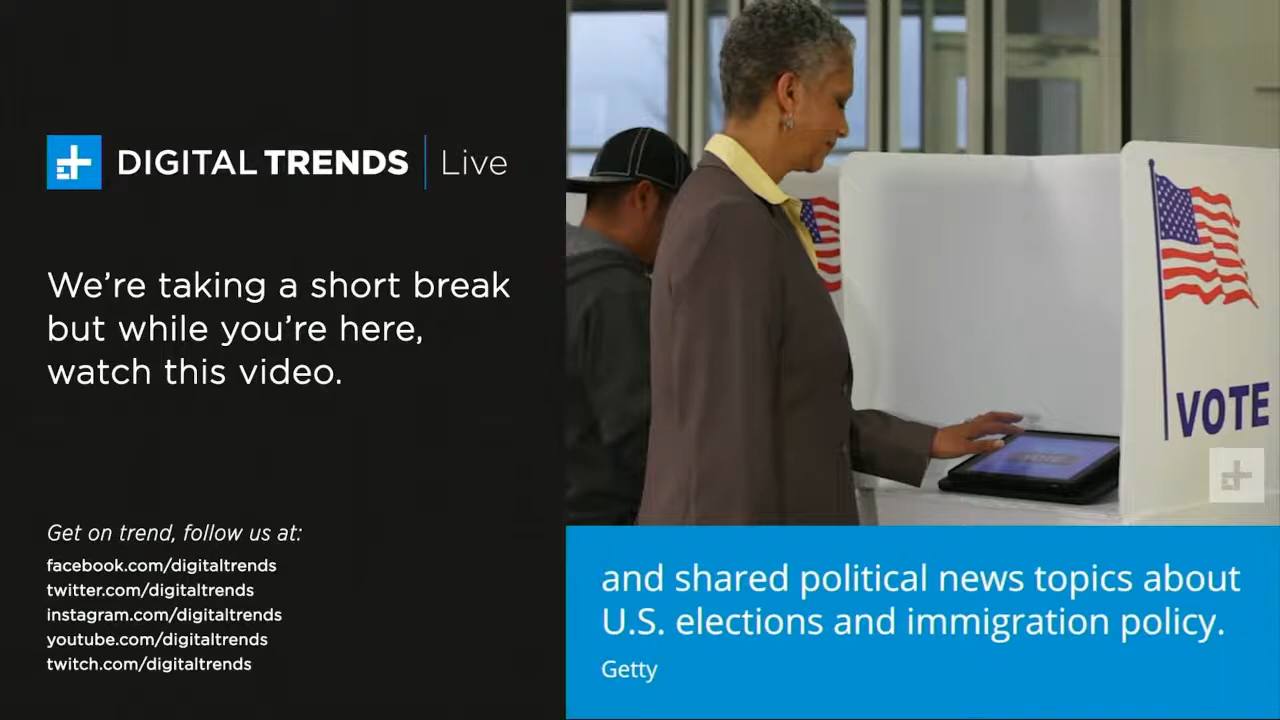 DIGITAL TRENDS Live
We're taking a short break
but while you're here,
watch this video.
Get on trend, follow us at:
facebook.com/digitaltrends
twitter.com/digitaltrends
instagram.com/digitaltrends
youtube.com/digitaltrends
twitch.com/digitaltrends
VOTE
VOTE
and shared political news topics about
U.S. elections and immigration policy.
Getty